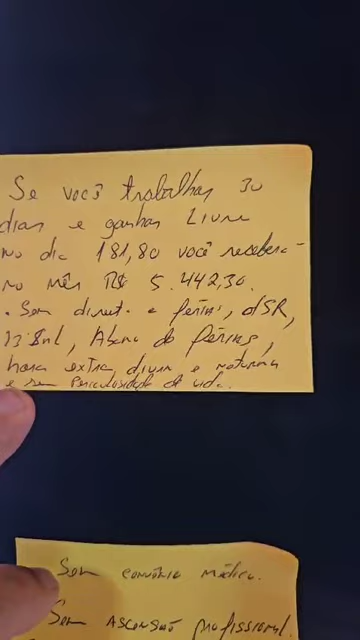 Se você trabalhar 30
dias e ganhar Livre
no dia 181,80 você receberá
no mês R$ 5.442,30.
. Sem direit. a férias, DSR,
13º Sal, Abono de Férias,
hora extra diurna e noturna
e sem Periculosidade de vida.
Sem convênio médico.
Sem ASCENSÃO profissional